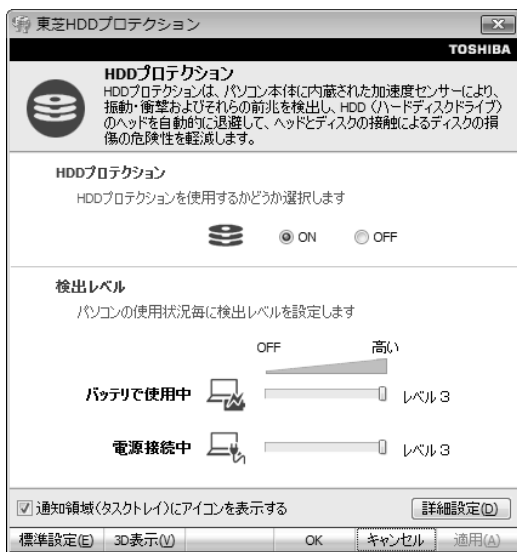 東芝HDDプロテクション
TOSHIBA
HDDプロテクション
HDDプロテクションは、パソコン本体に内蔵された加速度センサーにより、
振動・衝撃およびそれらの前兆を検出し、HDD（ハードディスクドライブ）
のヘッドを自動的に退避して、ヘッドとディスクの接触によるディスクの損
傷の危険性を軽減します。
HDDプロテクション
HDDプロテクションを使用するかどうか選択します
ON OFF
検出レベル
パソコンの使用状況毎に検出レベルを設定します
OFF 高い
バッテリで使用中 レベル 3
電源接続中 レベル 3
通知領域(タスクトレイ)にアイコンを表示する 詳細設定(D)
標準設定(E) 3D表示(V) OK キャンセル 適用(A)